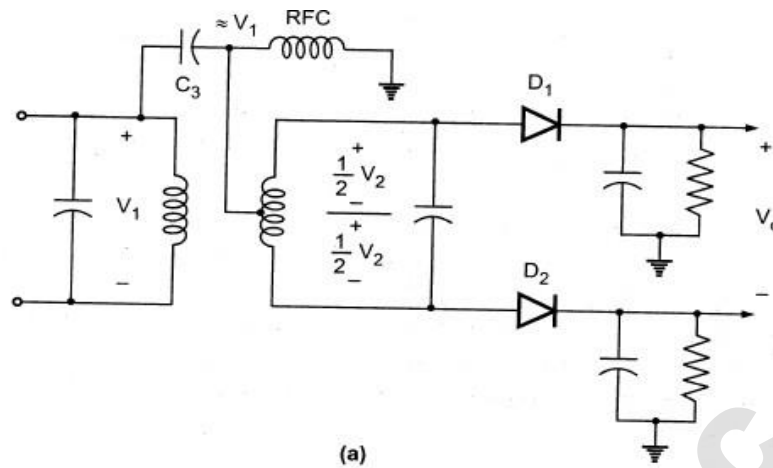 ≈ V₁
RFC
C₃
D₁
+
V₁
−
+
1/2 V₂
−
+
1/2 V₂
−
+
−
D₂
(a)